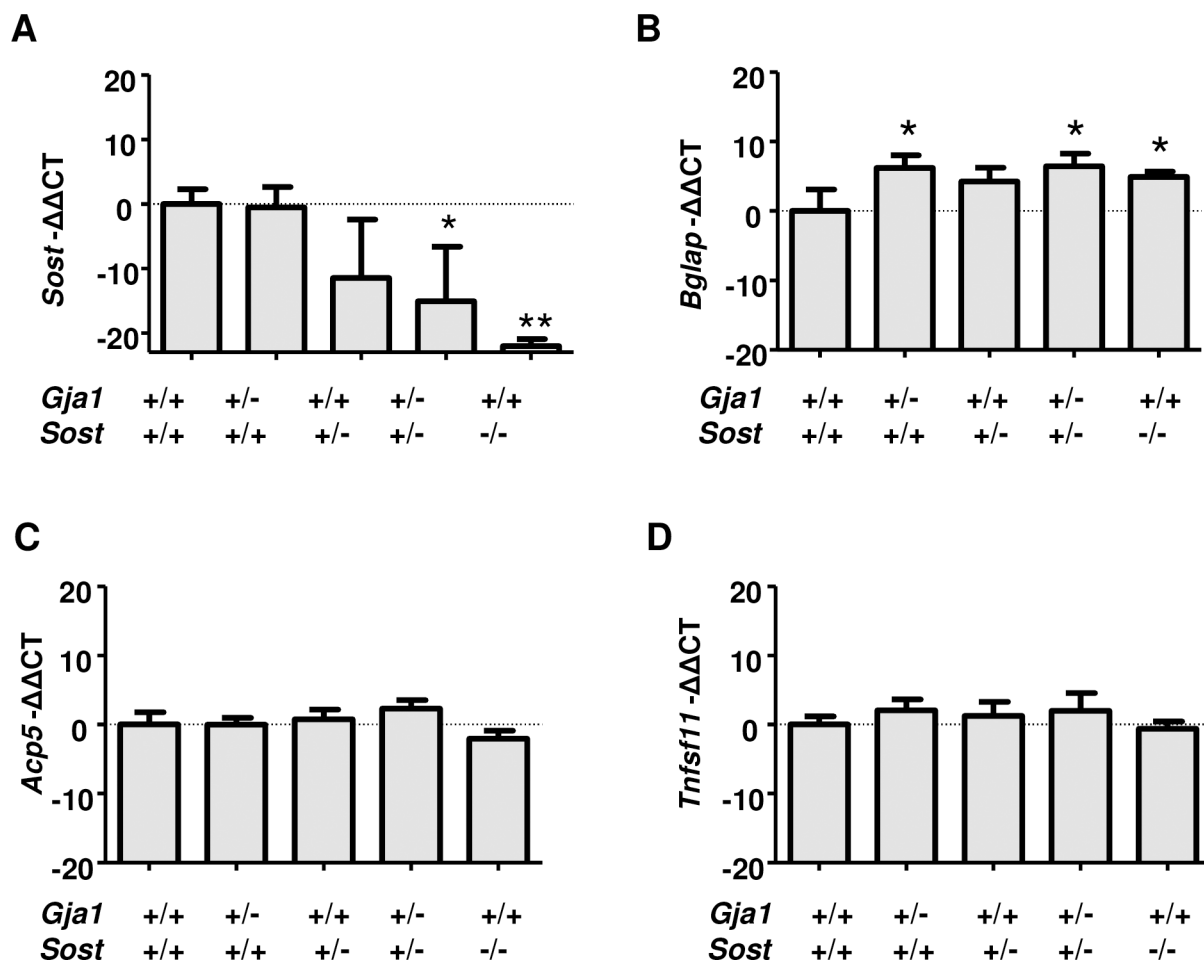 A
20
10
0
-10
-20
Sost -ΔΔCT
* **
Gja1 +/+ +/- +/+ +/- +/+
Sost +/+ +/+ +/- +/- -/-
B
20
10
0
-10
-20
Bglap -ΔΔCT
* * *
Gja1 +/+ +/- +/+ +/- +/+
Sost +/+ +/+ +/- +/- -/-
C
20
10
0
-10
-20
Acp5 -ΔΔCT
Gja1 +/+ +/- +/+ +/- +/+
Sost +/+ +/+ +/- +/- -/-
D
20
10
0
-10
-20
Tnfsf11 -ΔΔCT
Gja1 +/+ +/- +/+ +/- +/+
Sost +/+ +/+ +/- +/- -/-